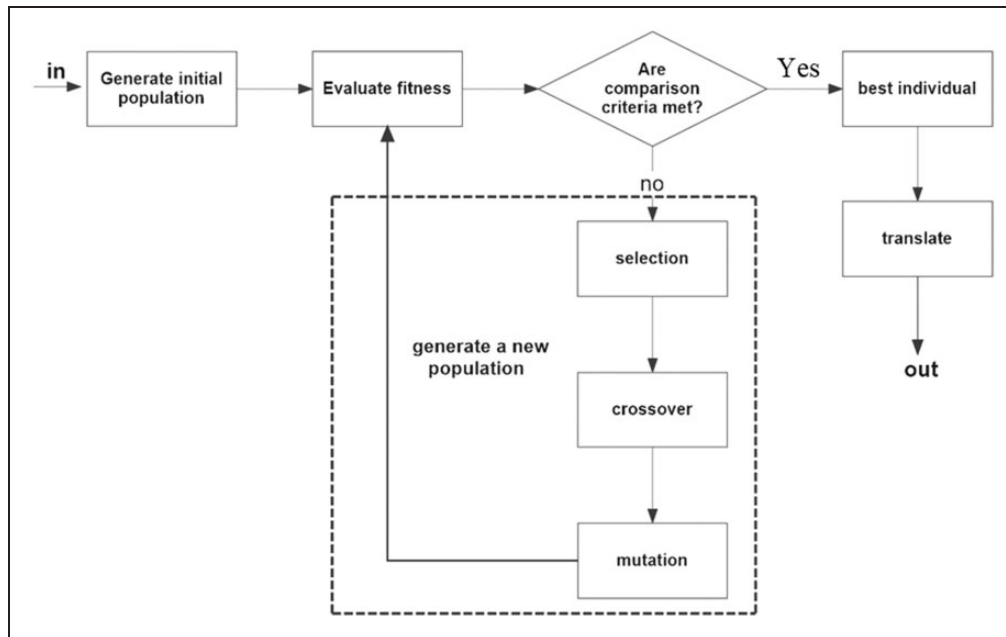 in
Generate initial
population
Evaluate fitness
Are
comparison
criteria met?
Yes
best individual
no
translate
selection
generate a new
population
out
crossover
mutation